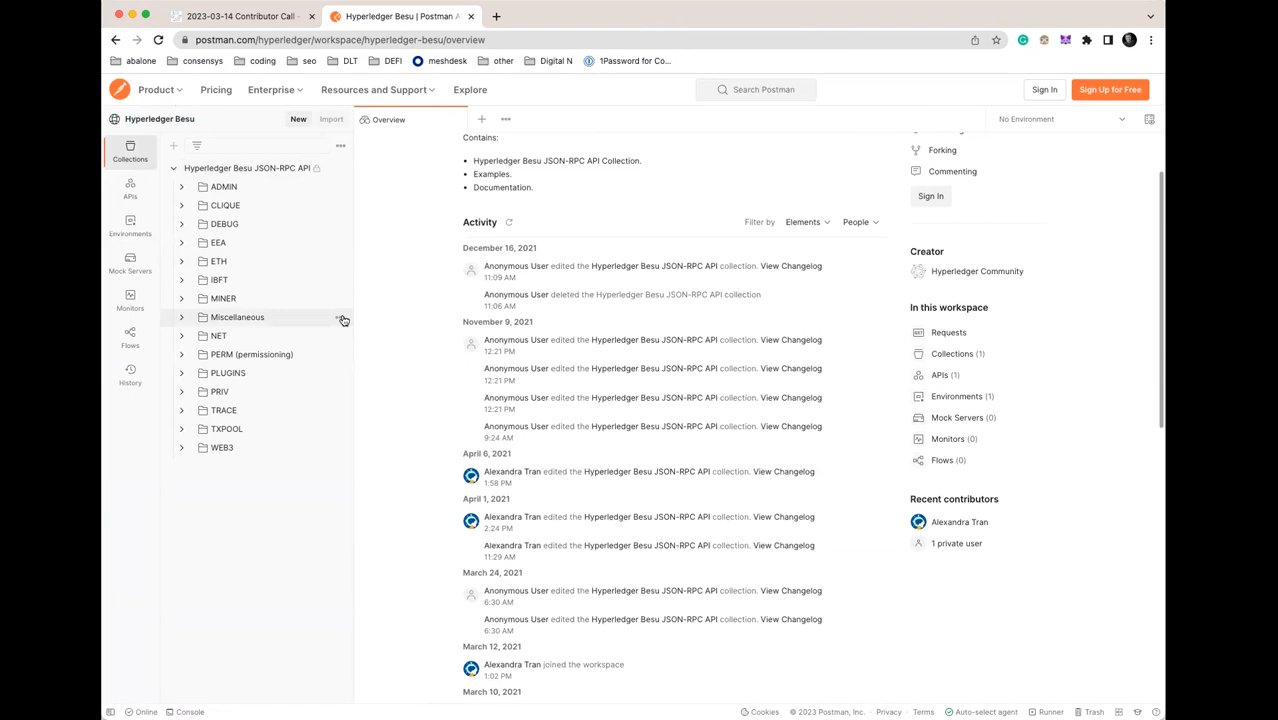 2023-03-14 Contributor Call -
Hyperledger Besu | Postman A
postman.com/hyperledger/workspace/hyperledger-besu/overview
abalone consensys coding seo DLT DEFI meshdesk other Digital N 1Password for Co...
Product Pricing Enterprise Resources and Support Explore Search Postman Sign In Sign Up for Free
Hyperledger Besu New Import Overview No Environment
Collections
APIs
Environments
Mock Servers
Monitors
Flows
History
Hyperledger Besu JSON-RPC API
ADMIN
CLIQUE
DEBUG
EEA
ETH
IBFT
MINER
Miscellaneous
NET
PERM (permissioning)
PLUGINS
PRIV
TRACE
TXPOOL
WEB3
Contains:
• Hyperledger Besu JSON-RPC API Collection.
• Examples.
• Documentation.
Activity Filter by Elements People
December 16, 2021
Anonymous User edited the Hyperledger Besu JSON-RPC API collection. View Changelog
11:09 AM
Anonymous User deleted the Hyperledger Besu JSON-RPC API collection
11:06 AM
November 9, 2021
Anonymous User edited the Hyperledger Besu JSON-RPC API collection. View Changelog
12:21 PM
Anonymous User edited the Hyperledger Besu JSON-RPC API collection. View Changelog
12:21 PM
Anonymous User edited the Hyperledger Besu JSON-RPC API collection. View Changelog
12:21 PM
Anonymous User edited the Hyperledger Besu JSON-RPC API collection. View Changelog
9:24 AM
April 6, 2021
Alexandra Tran edited the Hyperledger Besu JSON-RPC API collection. View Changelog
1:58 PM
April 1, 2021
Alexandra Tran edited the Hyperledger Besu JSON-RPC API collection. View Changelog
2:24 PM
Alexandra Tran edited the Hyperledger Besu JSON-RPC API collection. View Changelog
11:29 AM
March 24, 2021
Anonymous User edited the Hyperledger Besu JSON-RPC API collection. View Changelog
6:30 AM
Anonymous User edited the Hyperledger Besu JSON-RPC API collection. View Changelog
6:30 AM
March 12, 2021
Alexandra Tran joined the workspace
1:02 PM
March 10, 2021
Forking
Commenting
Sign In
Creator
Hyperledger Community
In this workspace
GET Requests
Collections (1)
APIs (1)
Environments (1)
Mock Servers (0)
Monitors (0)
Flows (0)
Recent contributors
Alexandra Tran
1 private user
Online Console Cookies © 2023 Postman, Inc. Privacy Terms Auto-select agent Runner Trash